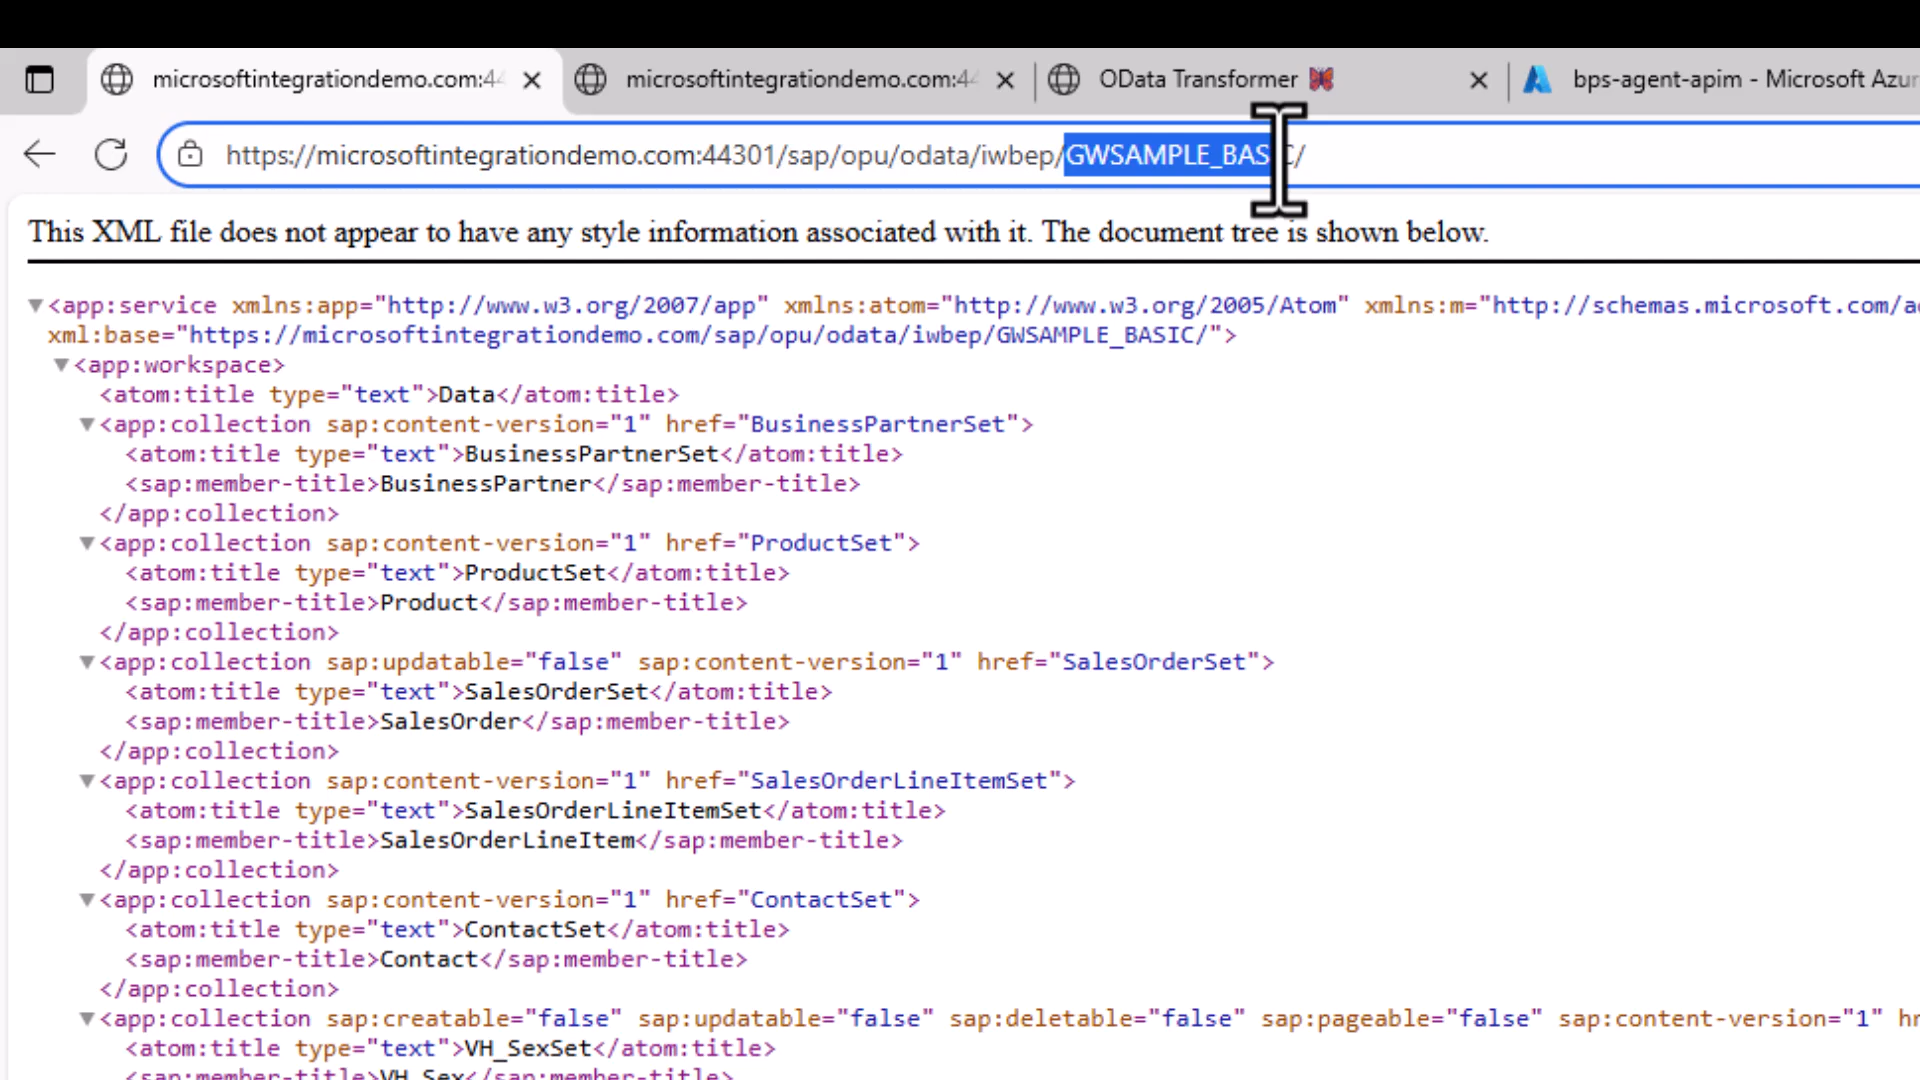 microsoftintegrationdemo.com:44
microsoftintegrationdemo.com:44
OData Transformer 🦋
bps-agent-apim - Microsoft Azur
https://microsoftintegrationdemo.com:44301/sap/opu/odata/iwbep/GWSAMPLE_BASIC/
This XML file does not appear to have any style information associated with it. The document tree is shown below.
<app:service xmlns:app="http://www.w3.org/2007/app" xmlns:atom="http://www.w3.org/2005/Atom" xmlns:m="http://schemas.microsoft.com/a
xml:base="https://microsoftintegrationdemo.com/sap/opu/odata/iwbep/GWSAMPLE_BASIC/">
<app:workspace>
<atom:title type="text">Data</atom:title>
<app:collection sap:content-version="1" href="BusinessPartnerSet">
<atom:title type="text">BusinessPartnerSet</atom:title>
<sap:member-title>BusinessPartner</sap:member-title>
</app:collection>
<app:collection sap:content-version="1" href="ProductSet">
<atom:title type="text">ProductSet</atom:title>
<sap:member-title>Product</sap:member-title>
</app:collection>
<app:collection sap:updatable="false" sap:content-version="1" href="SalesOrderSet">
<atom:title type="text">SalesOrderSet</atom:title>
<sap:member-title>SalesOrder</sap:member-title>
</app:collection>
<app:collection sap:content-version="1" href="SalesOrderLineItemSet">
<atom:title type="text">SalesOrderLineItemSet</atom:title>
<sap:member-title>SalesOrderLineItem</sap:member-title>
</app:collection>
<app:collection sap:content-version="1" href="ContactSet">
<atom:title type="text">ContactSet</atom:title>
<sap:member-title>Contact</sap:member-title>
</app:collection>
<app:collection sap:creatable="false" sap:updatable="false" sap:deletable="false" sap:pageable="false" sap:content-version="1" hr
<atom:title type="text">VH_SexSet</atom:title>
<sap:member-title>VH_Sex</sap:member-title>